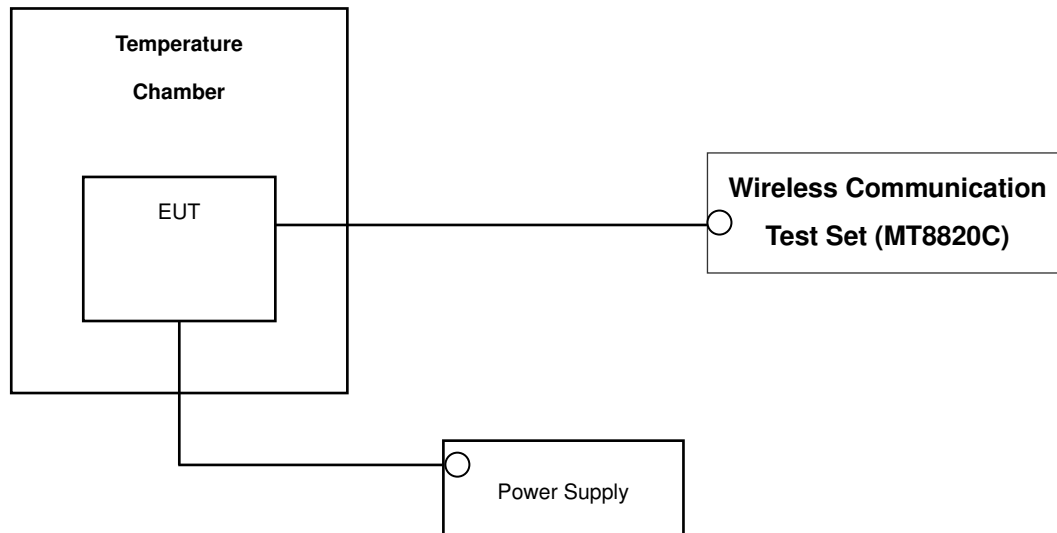 Temperature
Chamber
EUT
Wireless Communication
Test Set (MT8820C)
Power Supply